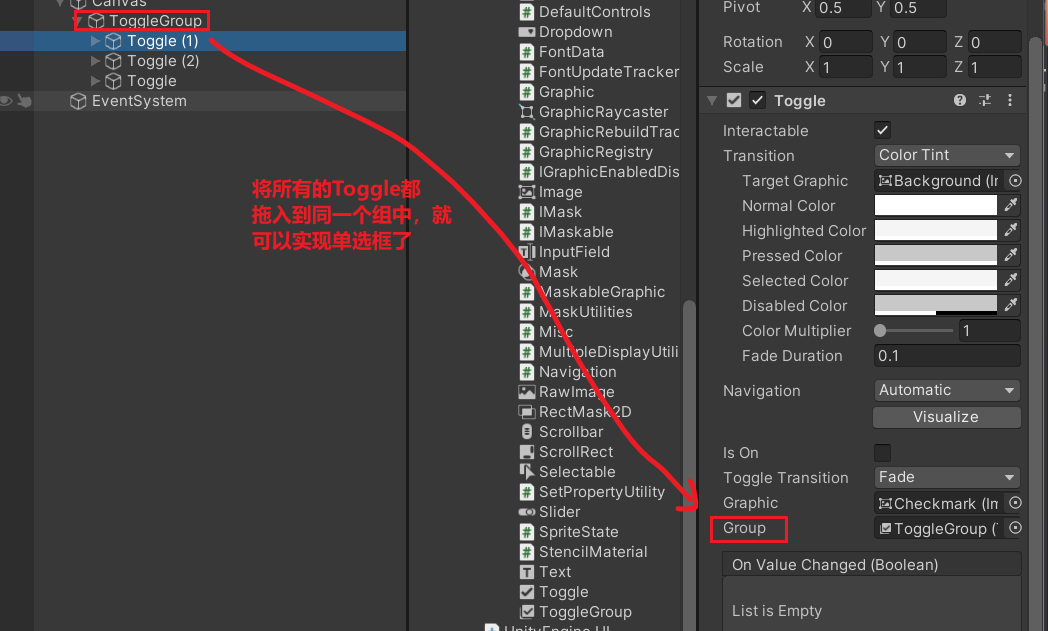 Canvas
ToggleGroup
Toggle (1)
Toggle (2)
Toggle
EventSystem
将所有的Toggle都
拖入到同一个组中，就
可以实现单选框了
DefaultControls
Dropdown
FontData
FontUpdateTracker
Graphic
GraphicRaycaster
GraphicRebuildTrac
GraphicRegistry
IGraphicEnabledDis
Image
IMask
IMaskable
InputField
Mask
MaskableGraphic
MaskUtilities
Misc
MultipleDisplayUtili
Navigation
RawImage
RectMask2D
Scrollbar
ScrollRect
Selectable
SetPropertyUtility
Slider
SpriteState
StencilMaterial
Text
Toggle
ToggleGroup
UnityEngine.UI
Pivot X 0.5 Y 0.5
Rotation X 0 Y 0 Z 0
Scale X 1 Y 1 Z 1
Toggle
Interactable
Transition Color Tint
Target Graphic Background (Ir
Normal Color
Highlighted Color
Pressed Color
Selected Color
Disabled Color
Color Multiplier 1
Fade Duration 0.1
Navigation Automatic
Visualize
Is On
Toggle Transition Fade
Graphic Checkmark (Im
Group ToggleGroup (
On Value Changed (Boolean)
List is Empty